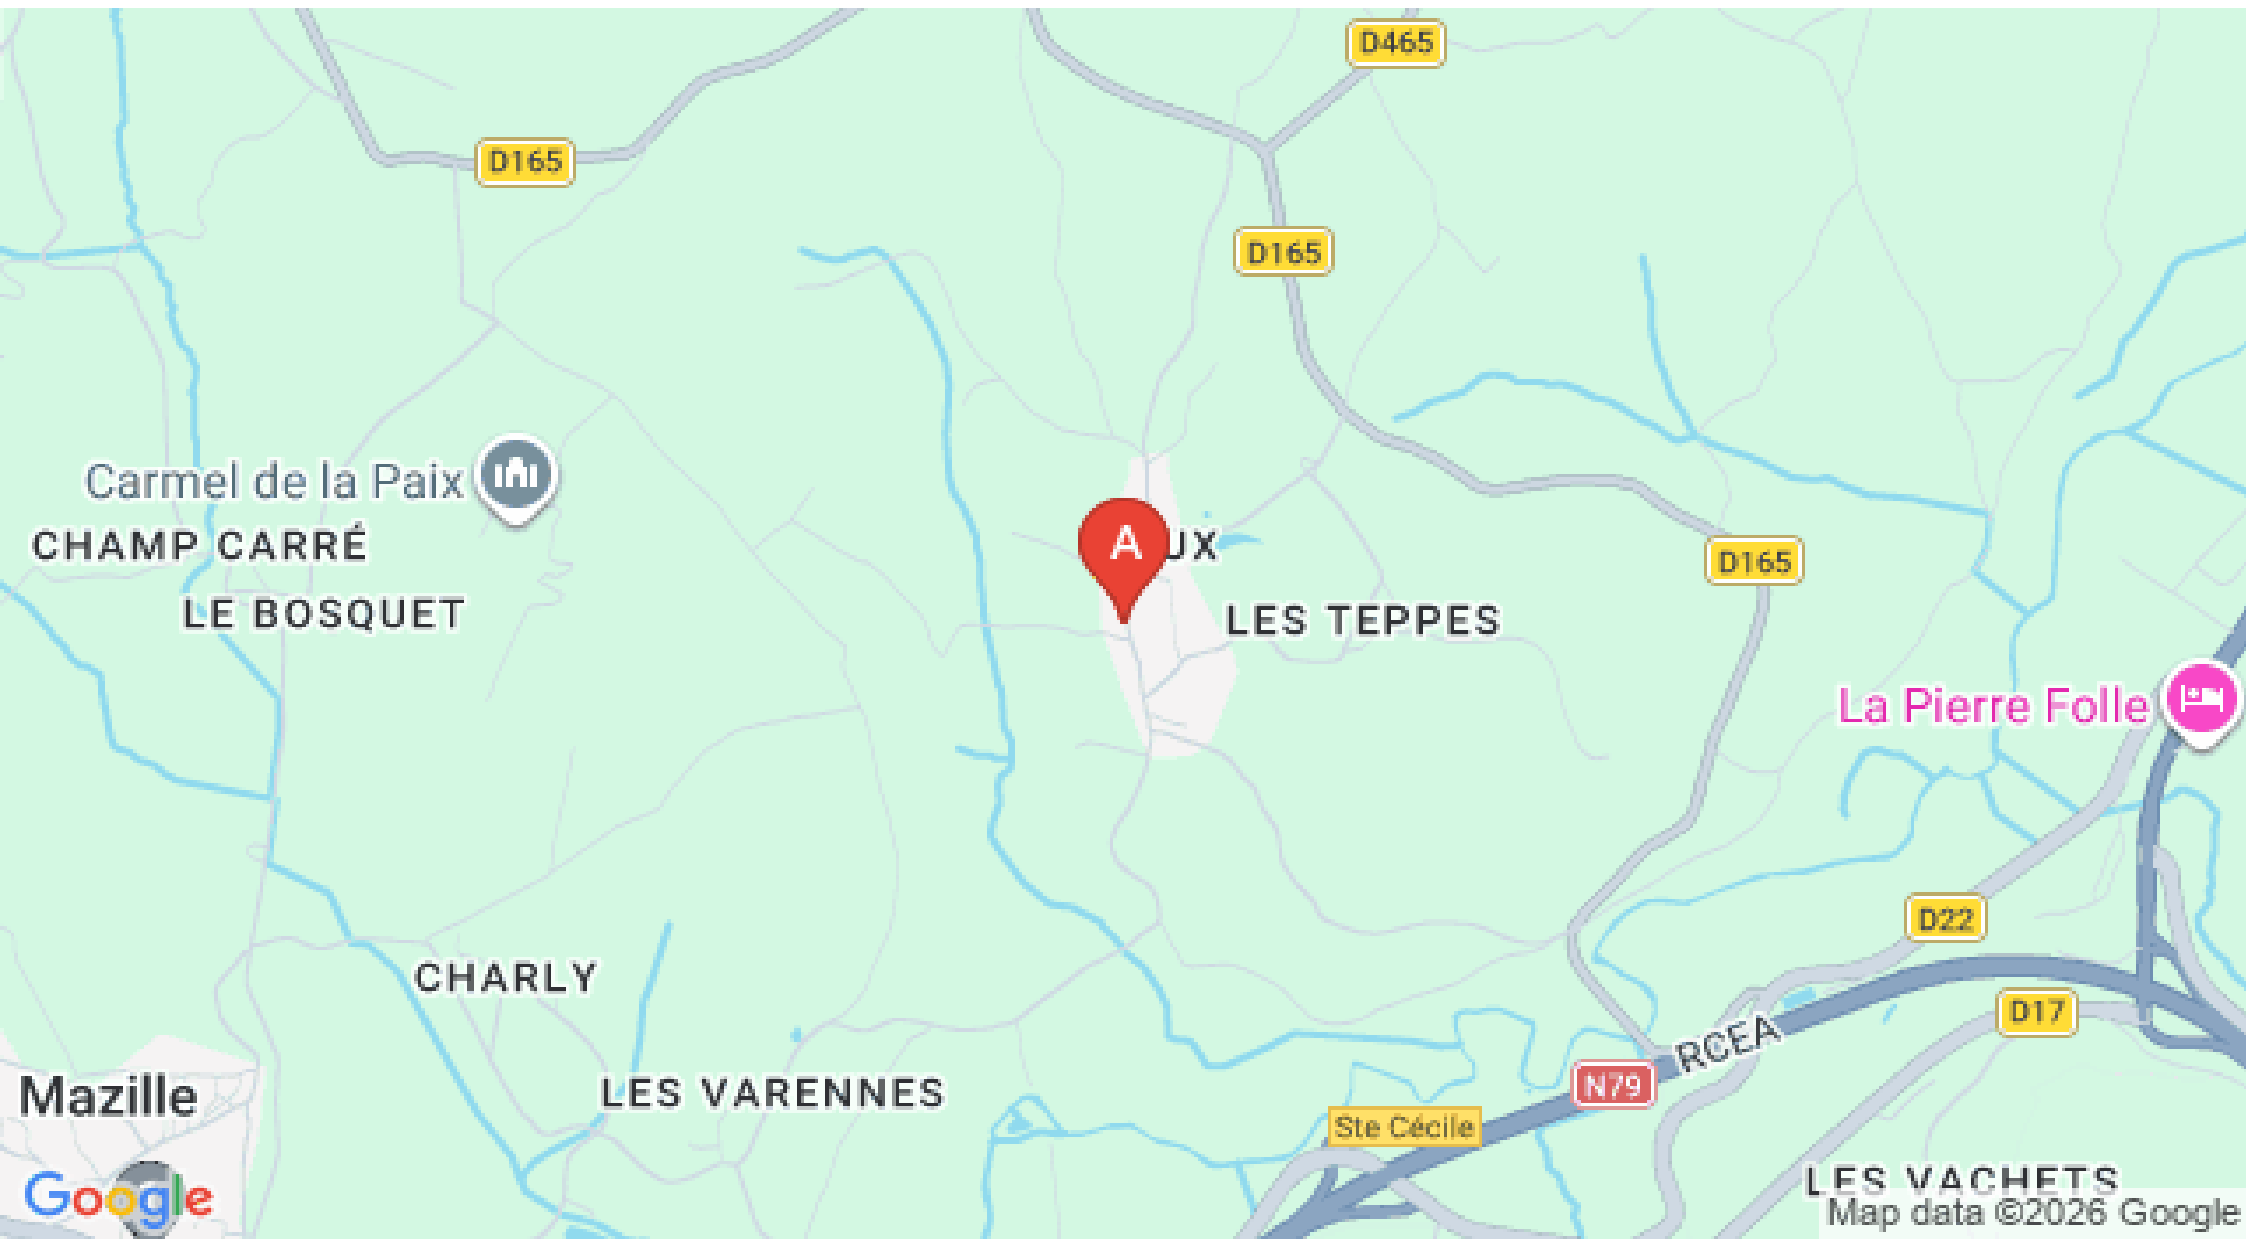 D465
D165
D165
Carmel de la Paix
CHAMP CARRÉ
A
UX
D165
LE BOSQUET
LES TEPPES
La Pierre Folle
D22
CHARLY
D17
RCEA
N79
Mazille
LES VARENNES
Ste Cécile
LES VACHETS
Google
Map data ©2026 Google